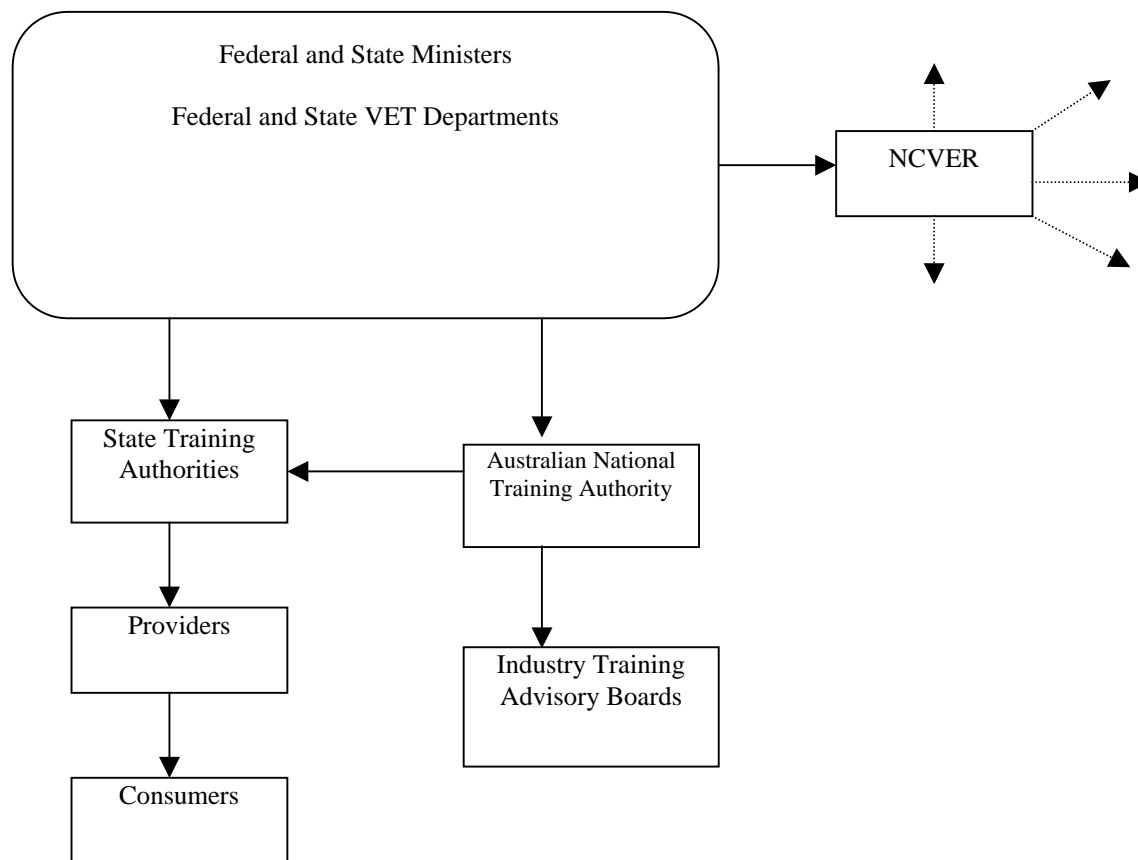 Federal and State Ministers
Federal and State VET Departments
NCVER
State Training
Authorities
Australian National
Training Authority
Providers
Industry Training
Advisory Boards
Consumers